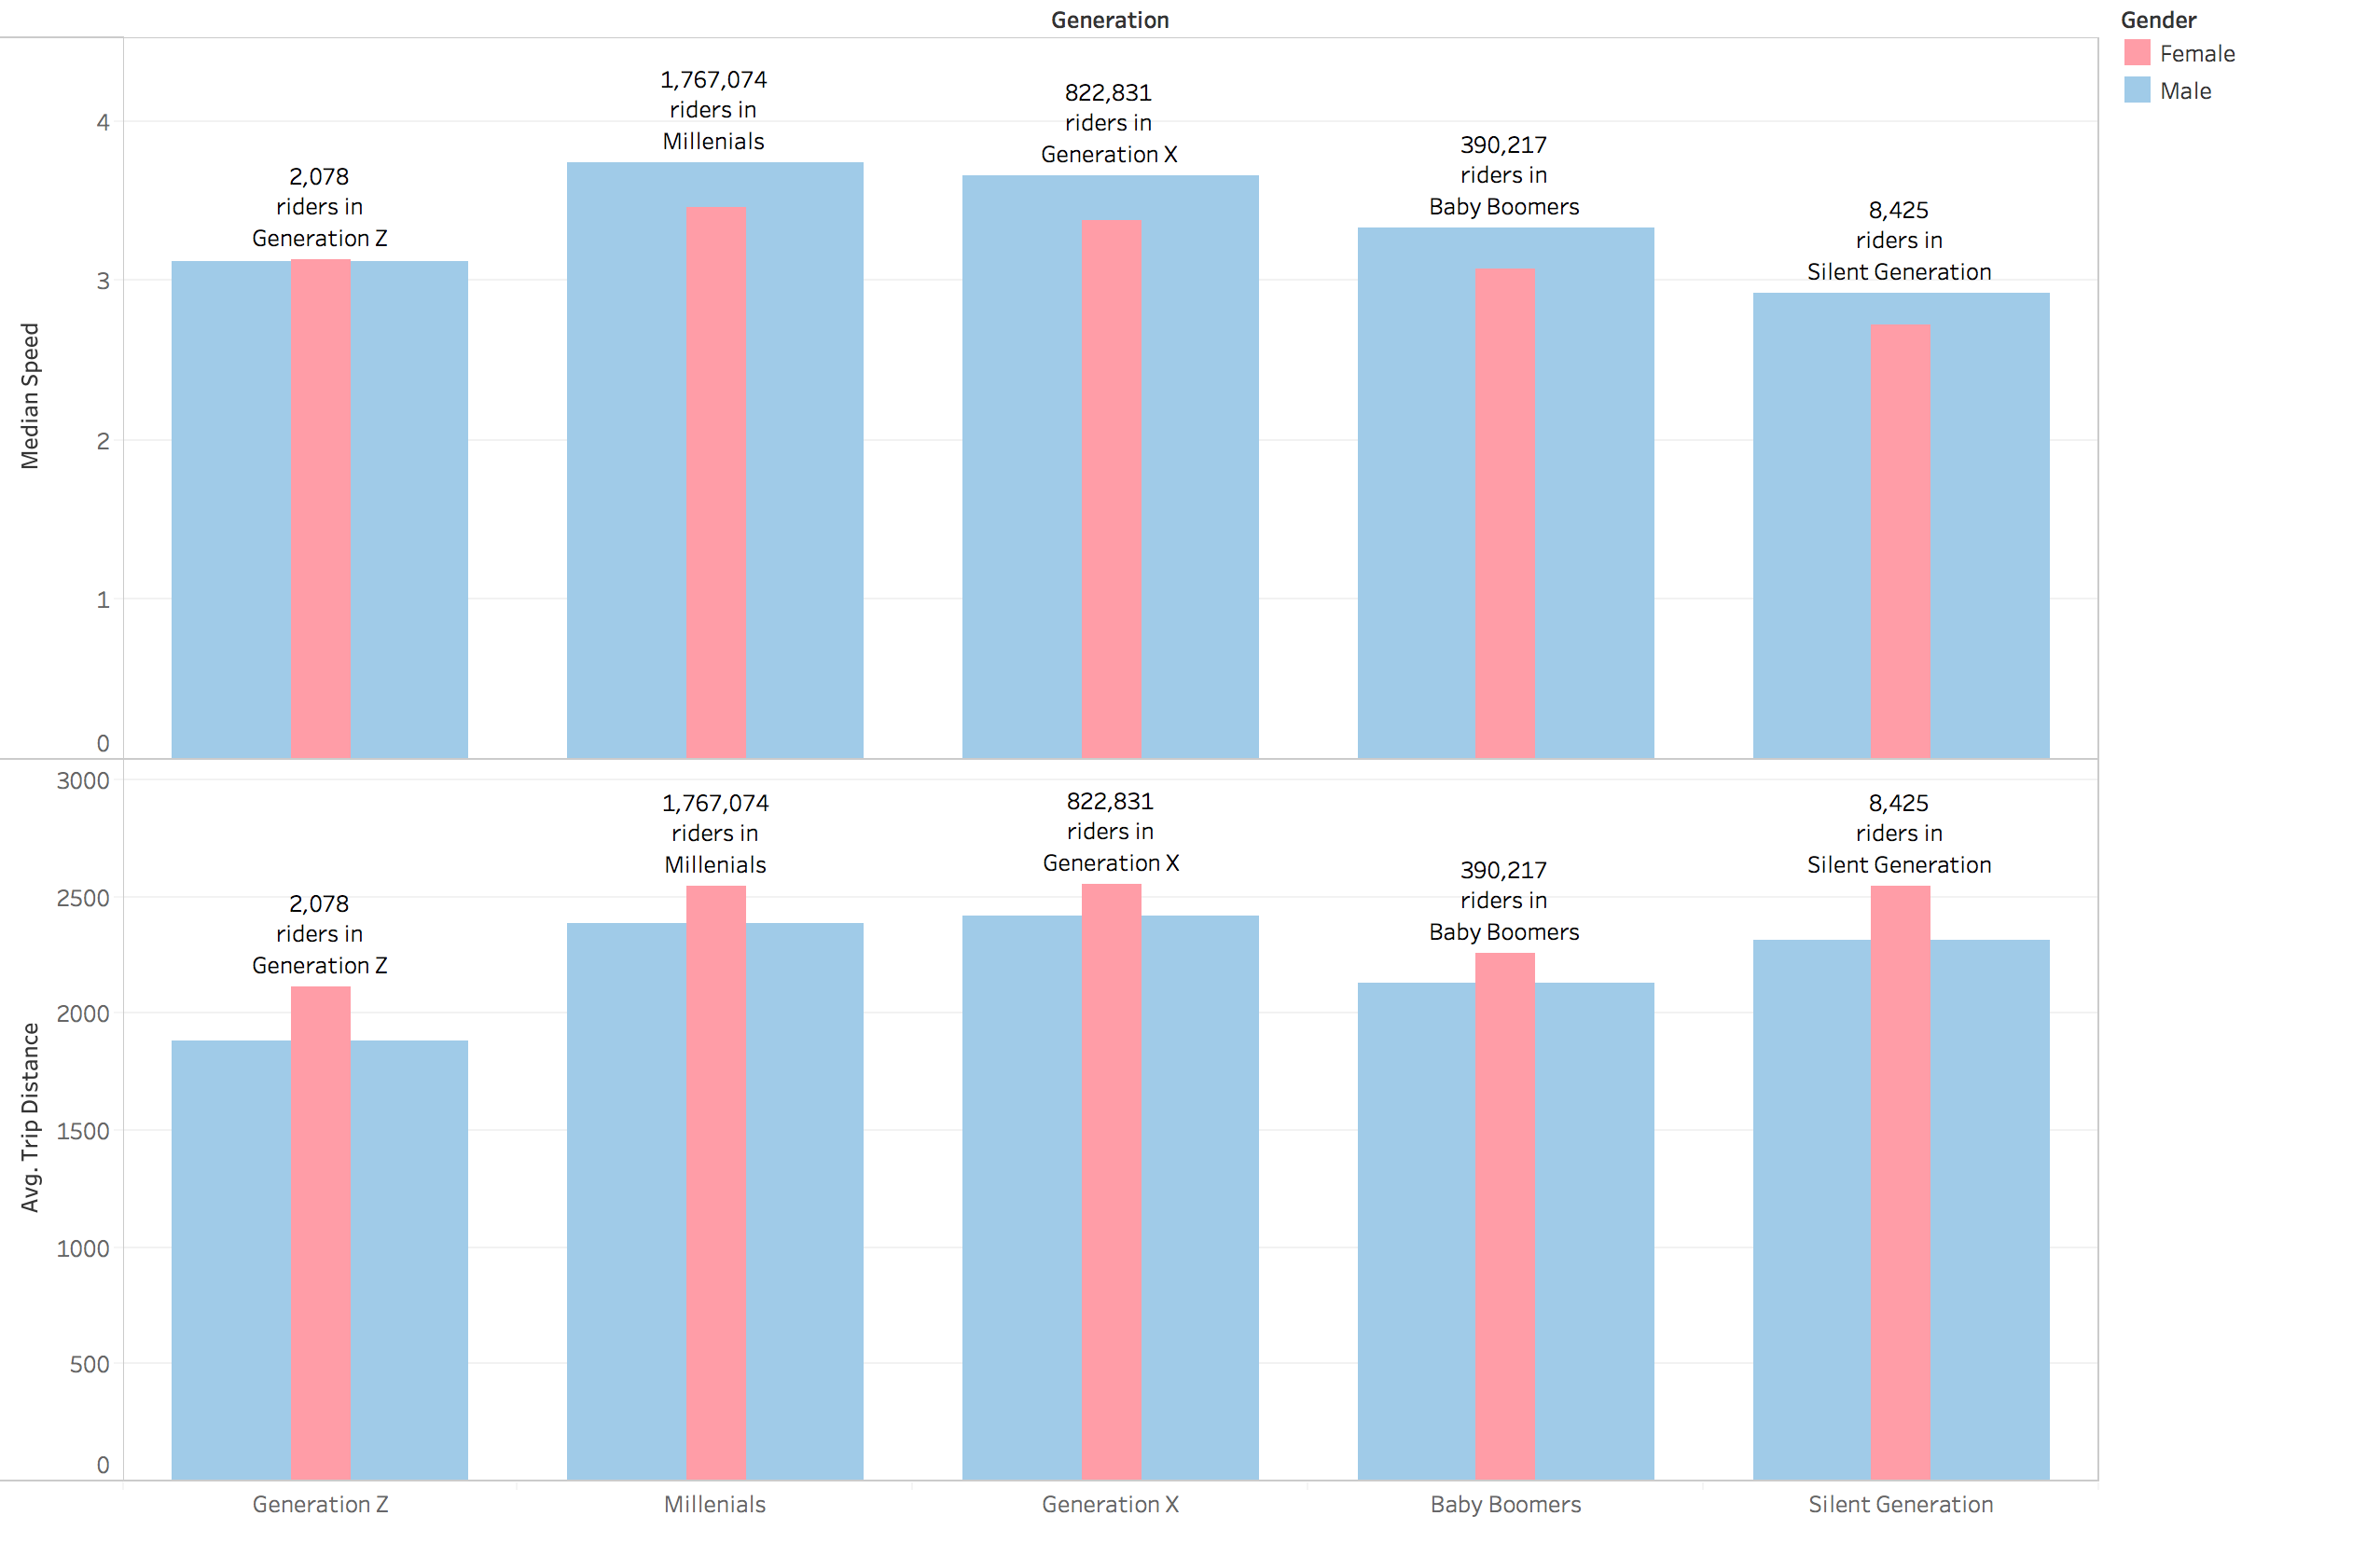 Generation
Gender
Female
Male
Median Speed
4
3
2
1
0
2,078
riders in
Generation Z
1,767,074
riders in
Millenials
822,831
riders in
Generation X
390,217
riders in
Baby Boomers
8,425
riders in
Silent Generation
Avg. Trip Distance
3000
2500
2000
1500
1000
500
0
2,078
riders in
Generation Z
1,767,074
riders in
Millenials
822,831
riders in
Generation X
390,217
riders in
Baby Boomers
8,425
riders in
Silent Generation
Generation Z
Millenials
Generation X
Baby Boomers
Silent Generation